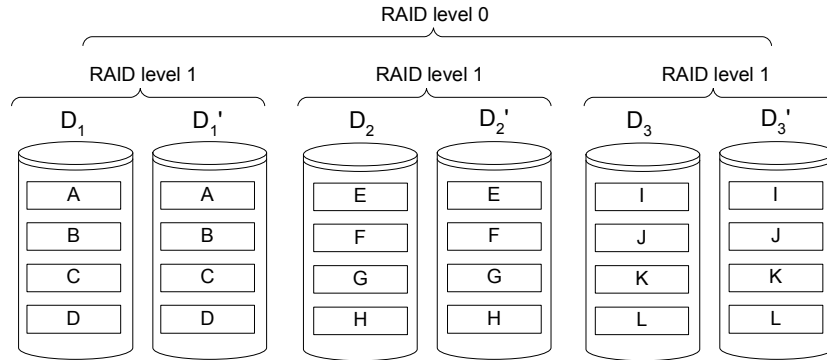 RAID level 0
RAID level 1 RAID level 1 RAID level 1
D₁ D₁' D₂ D₂' D₃ D₃'
A A E E I I
B B F F J J
C C G G K K
D D H H L L